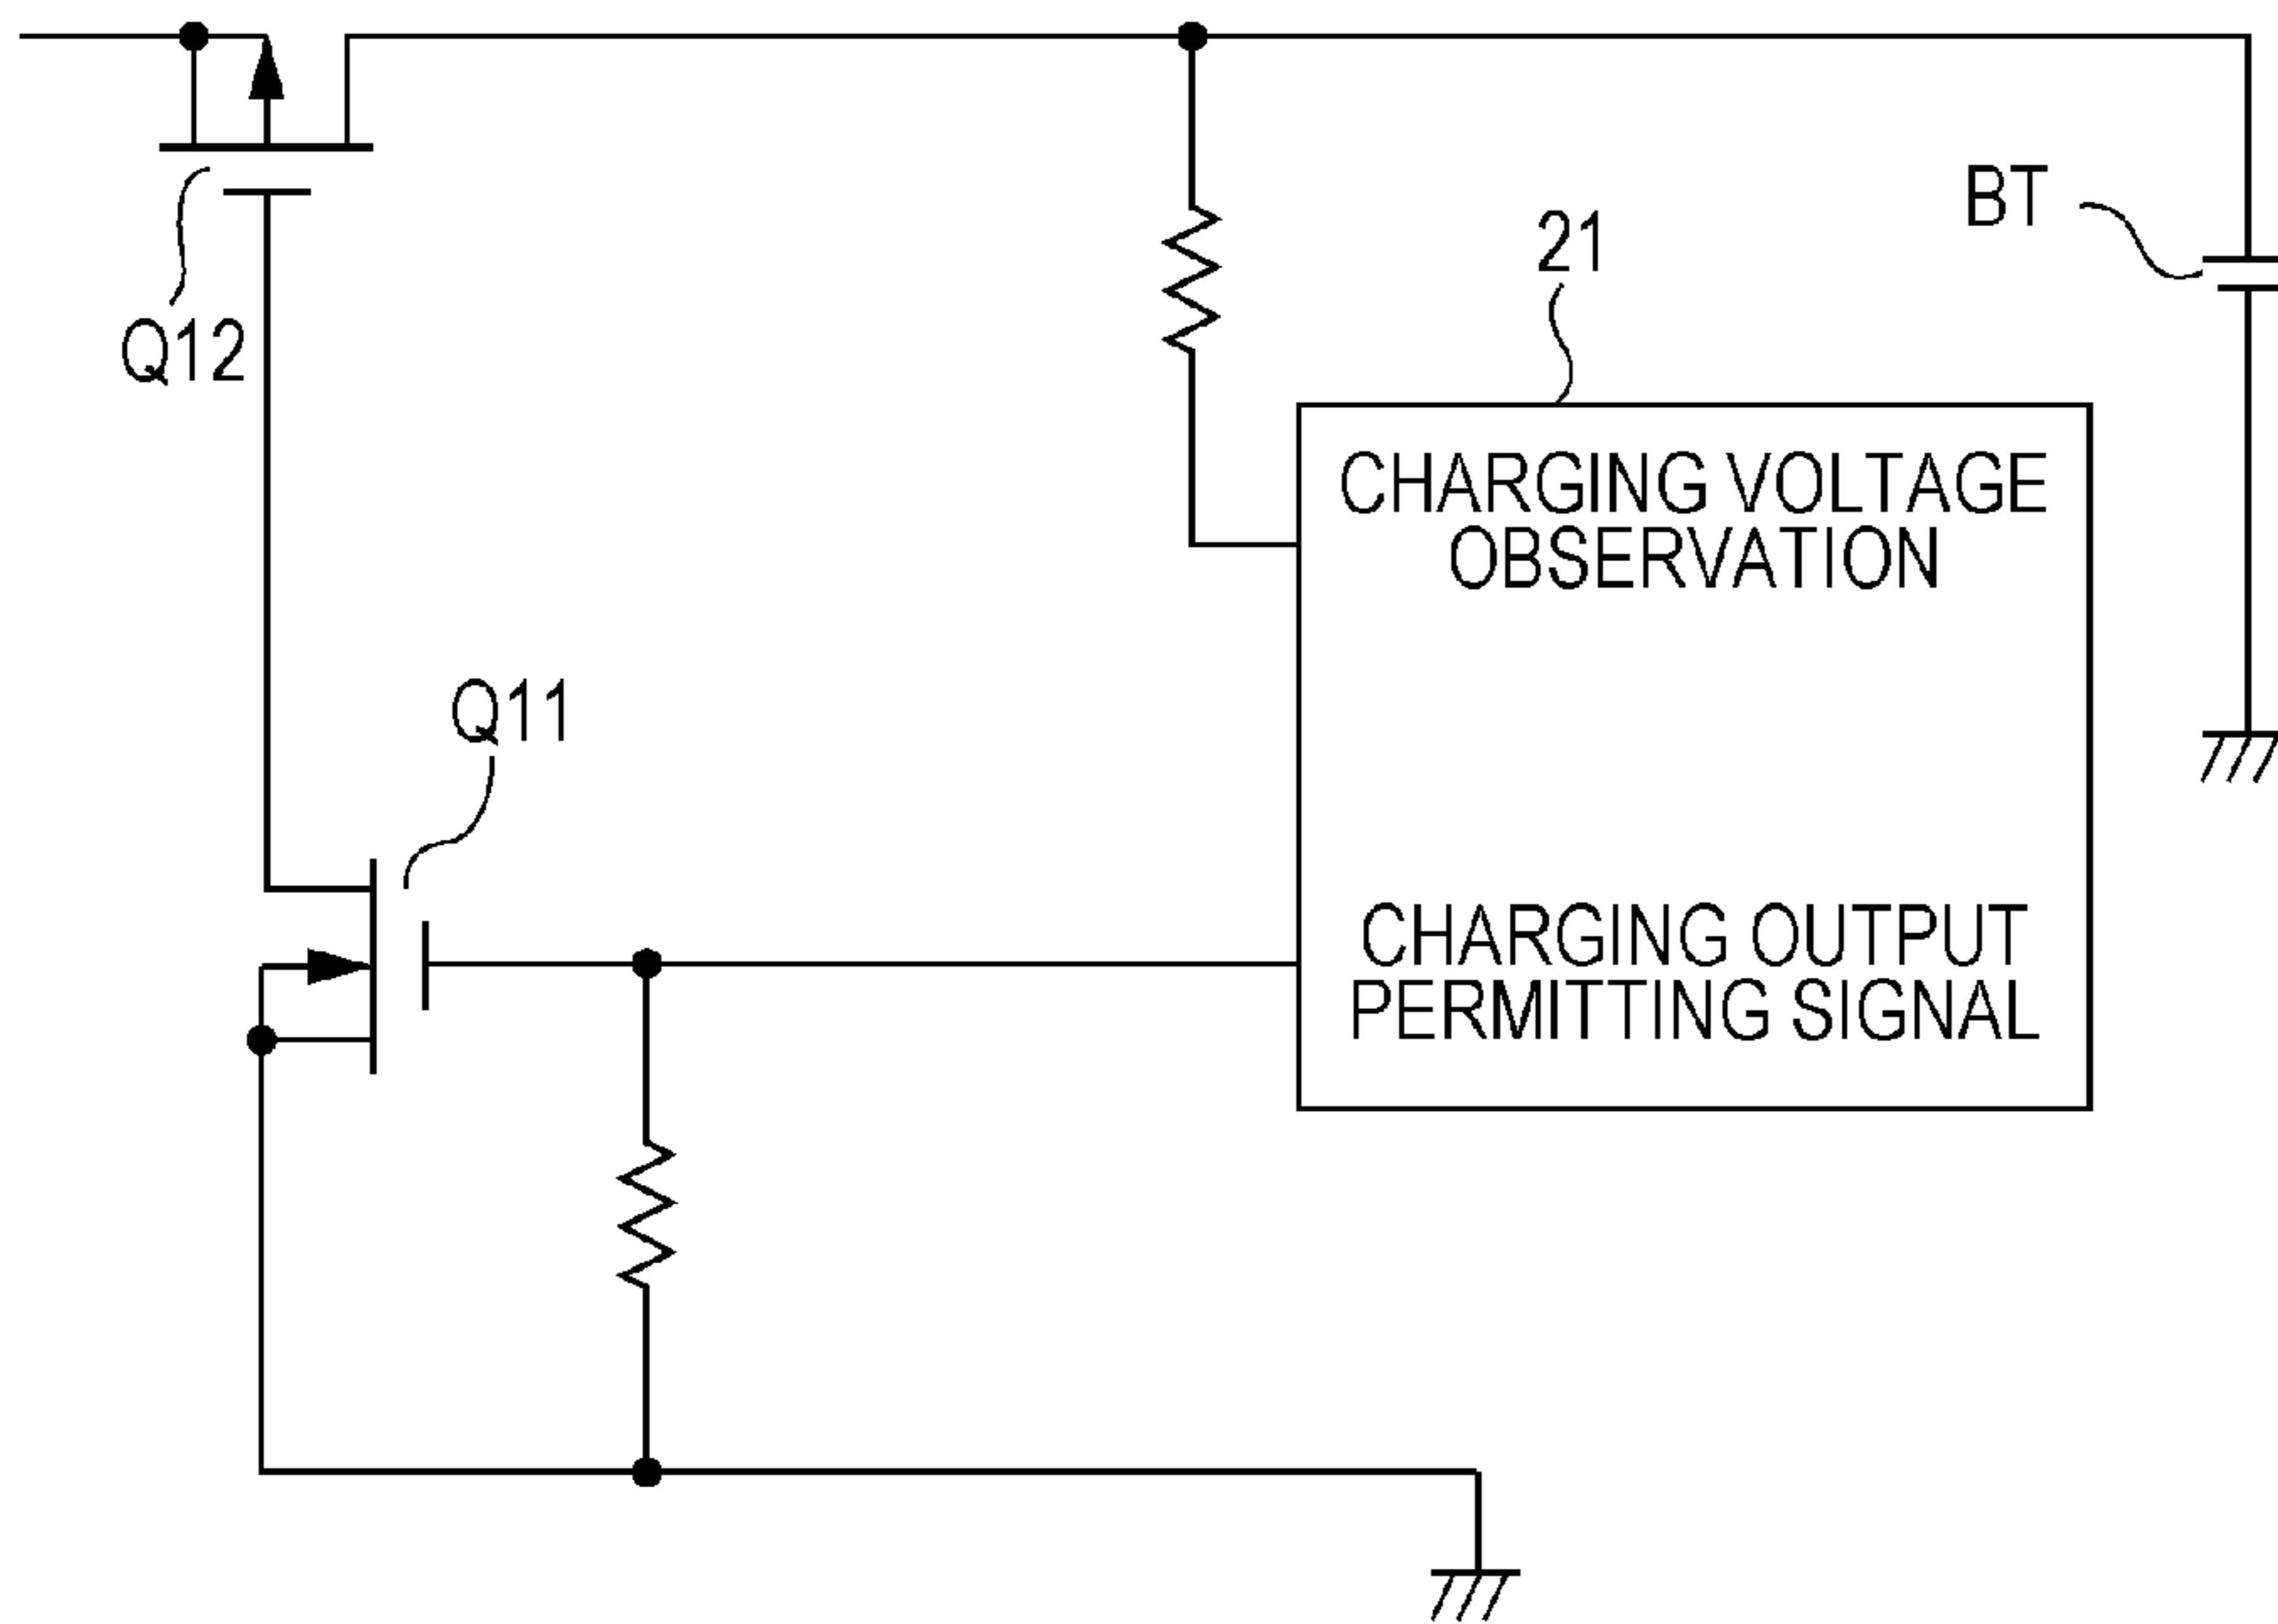 BT
21
Q12
CHARGING VOLTAGE
OBSERVATION
Q11
CHARGING OUTPUT
PERMITTING SIGNAL